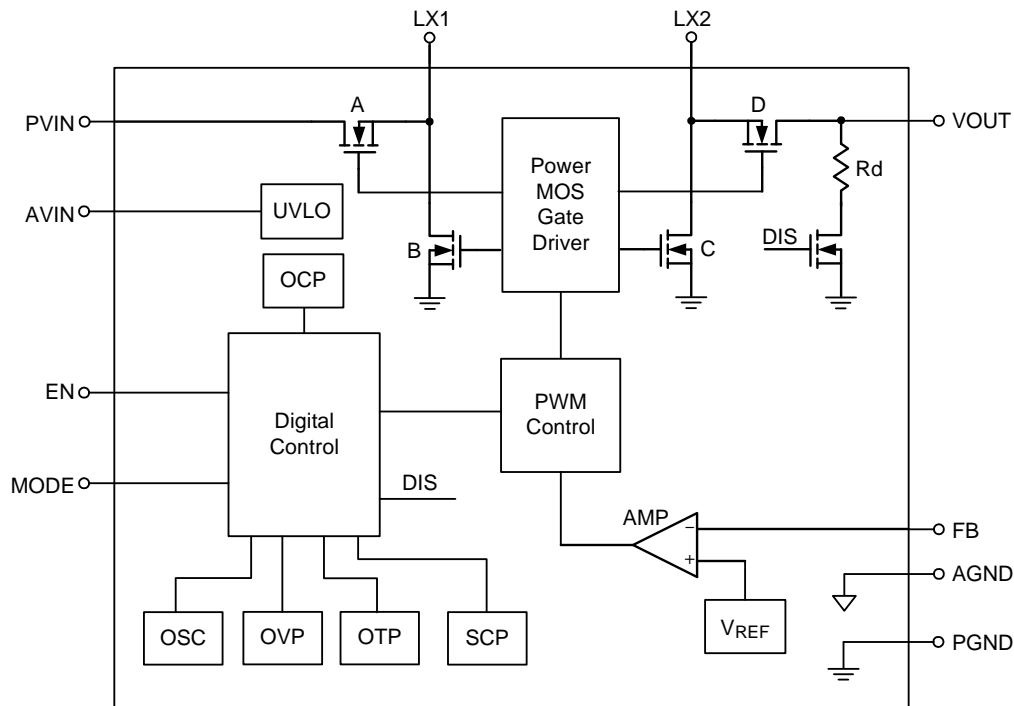 LX1
LX2
PVIN
A
D
VOUT
Power
MOS
Gate
Driver
Rd
AVIN
UVLO
B
C
DIS
OCP
EN
Digital
Control
PWM
Control
MODE
DIS
AMP
−
+
FB
AGND
VREF
PGND
OSC
OVP
OTP
SCP